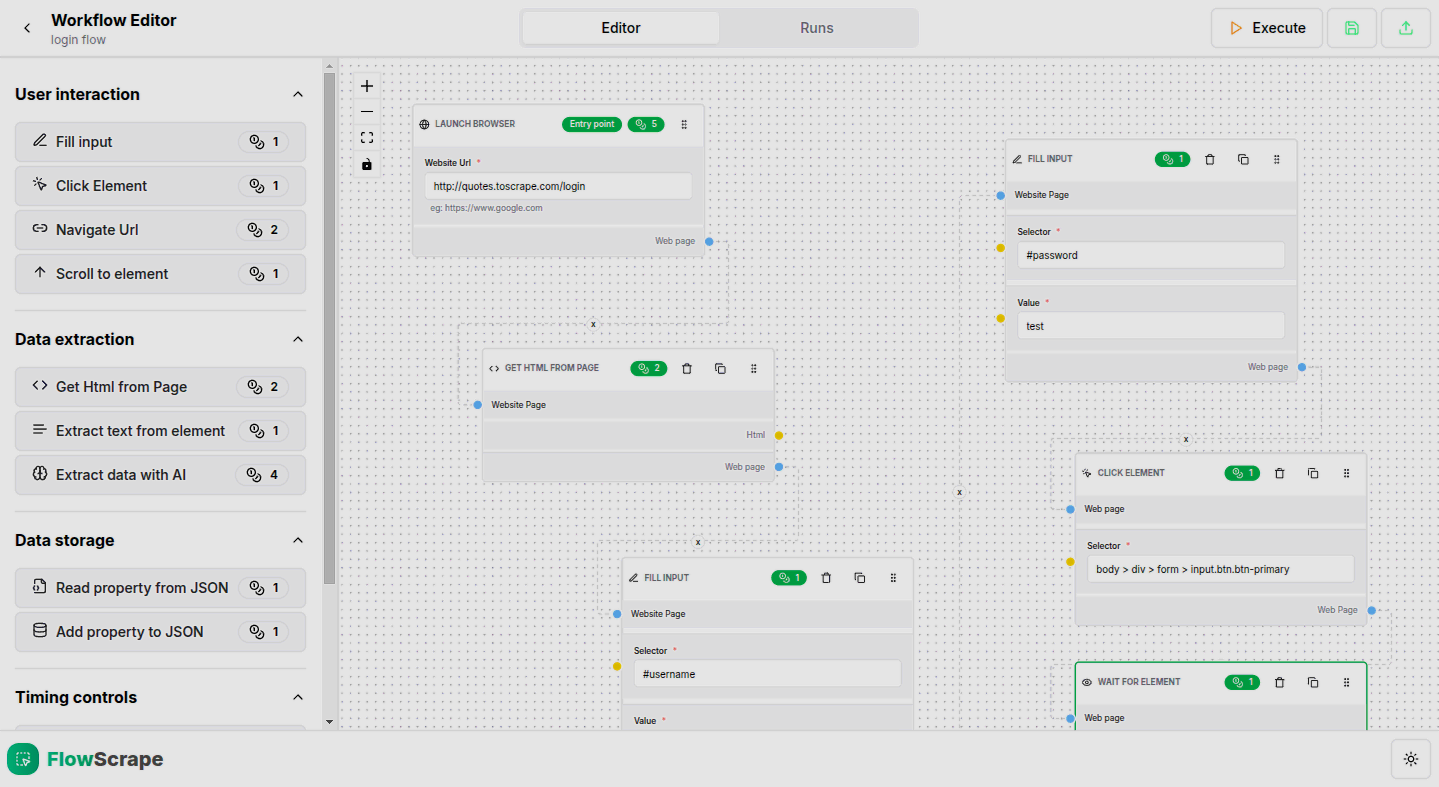 Workflow Editor
login flow
Editor
Runs
Execute
User interaction
Fill input 1
Click Element 1
Navigate Url 2
Scroll to element 1
Data extraction
Get Html from Page 2
Extract text from element 1
Extract data with AI 4
Data storage
Read property from JSON 1
Add property to JSON 1
Timing controls
LAUNCH BROWSER Entry point 5
Website Url *
http://quotes.toscrape.com/login
eg: https://www.google.com
Web page
x
GET HTML FROM PAGE 2
Website Page
Html
Web page
x
FILL INPUT 1
Website Page
Selector *
#username
Value *
x
FILL INPUT 1
Website Page
Selector *
#password
Value *
test
Web page
x
CLICK ELEMENT 1
Web page
Selector *
body > div > form > input.btn.btn-primary
Web Page
WAIT FOR ELEMENT 1
Web page
FlowScrape